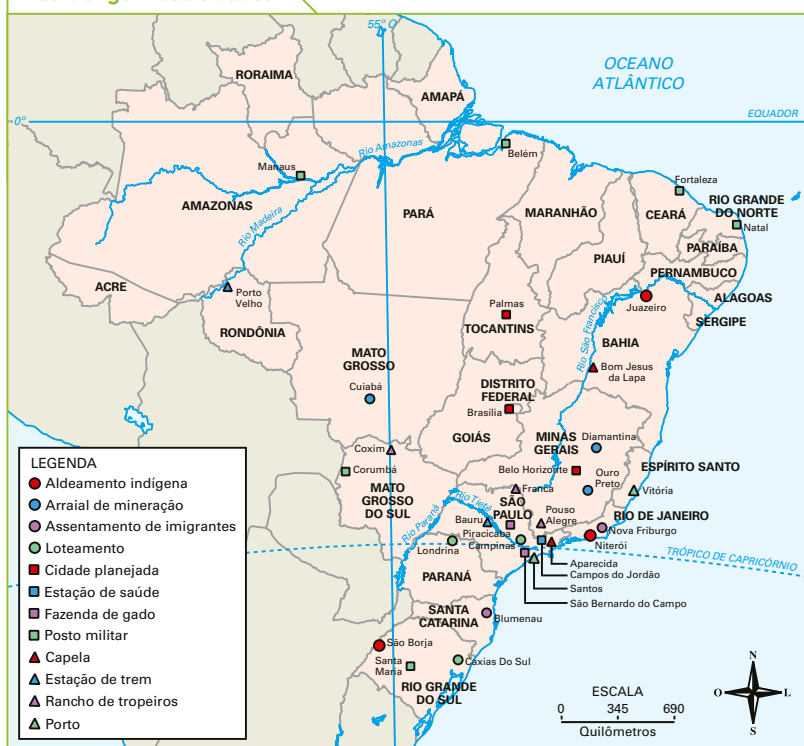 55° O
OCEANO
ATLÂNTICO
RORAIMA
AMAPÁ
0°
EQUADOR
Rio Amazonas
Belém
Manaus
Fortaleza
AMAZONAS
PARÁ
MARANHÃO
CEARÁ
RIO GRANDE
DO NORTE
Natal
Rio Madeira
PARAÍBA
PIAUÍ
PERNAMBUCO
ACRE
Porto
Velho
ALAGOAS
Juazeiro
SERGIPE
Palmas
TOCANTINS
RONDÔNIA
Rio São Francisco
BAHIA
MATO
GROSSO
Bom Jesus
da Lapa
Cuiabá
DISTRITO
FEDERAL
Brasília
GOIÁS
MINAS
GERAIS
Diamantina
Coxim
Corumbá
Belo Horizonte
Ouro
Preto
ESPÍRITO SANTO
Vitória
MATO
GROSSO
DO SUL
Franca
SÃO
PAULO
Rio Tietê
Rio Paraná
Bauru
Piracicaba
Campinas
Pouso
Alegre
RIO DE JANEIRO
Nova Friburgo
Niterói
Londrina
TRÓPICO DE CAPRICÓRNIO
Aparecida
Campos do Jordão
Santos
São Bernardo do Campo
PARANÁ
SANTA
CATARINA
Blumenau
São Borja
Santa
Maria
Caxias Do Sul
RIO GRANDE
DO SUL
LEGENDA
Aldeamento indígena
Arraial de mineração
Assentamento de imigrantes
Loteamento
Cidade planejada
Estação de saúde
Fazenda de gado
Posto militar
Capela
Estação de trem
Rancho de tropeiros
Porto
ESCALA
0 345 690
Quilômetros
N
O L
S